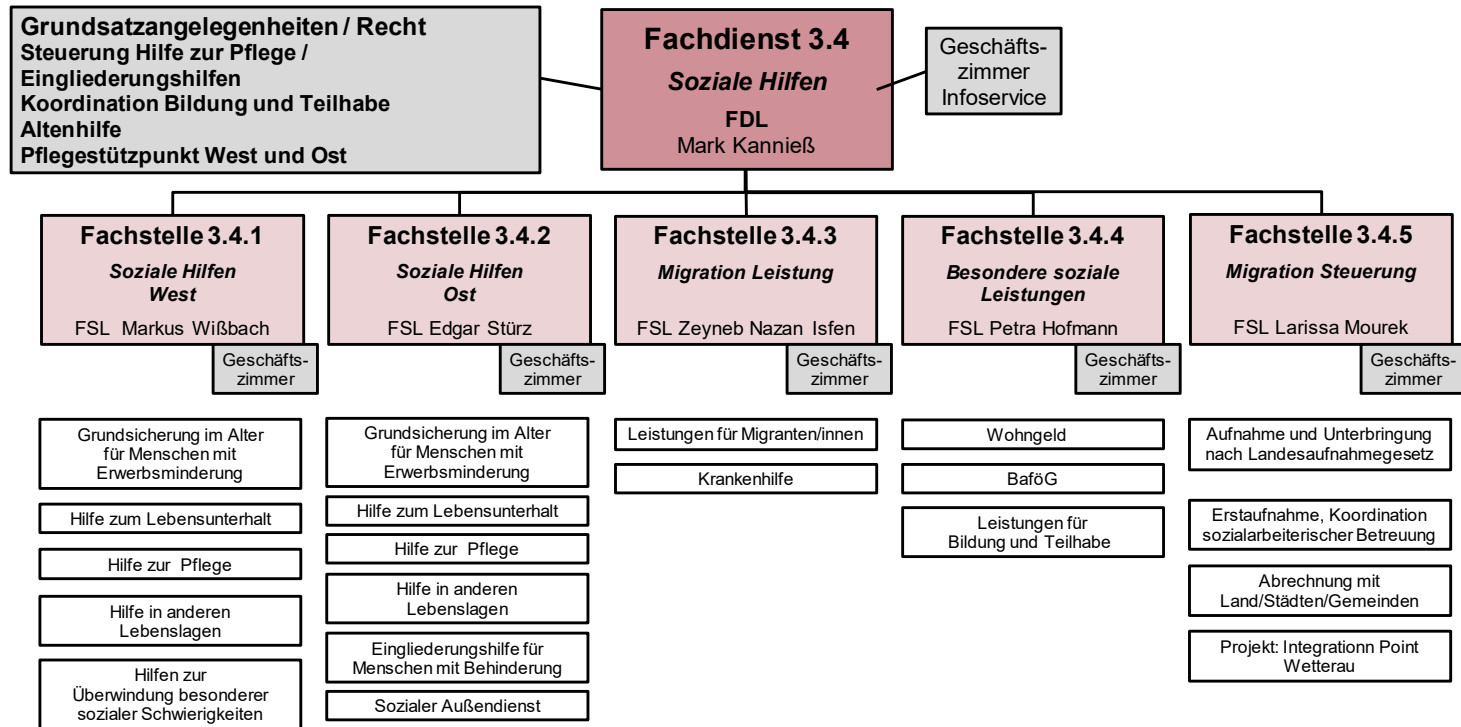 Grundsatzangelegenheiten / Recht
Steuerung Hilfe zur Pflege /
Eingliederungshilfen
Koordination Bildung und Teilhabe
Altenhilfe
Pflegestützpunkt West und Ost
Fachdienst 3.4
Soziale Hilfen
FDL
Mark Kannieß
Geschäfts-
zimmer
Infoservice
Fachstelle 3.4.1
Soziale Hilfen
West
FSL Markus Wißbach
Geschäfts-
zimmer
Grundsicherung im Alter
für Menschen mit
Erwerbsminderung
Hilfe zum Lebensunterhalt
Hilfe zur Pflege
Hilfe in anderen
Lebenslagen
Hilfen zur
Überwindung besonderer
sozialer Schwierigkeiten
Fachstelle 3.4.2
Soziale Hilfen
Ost
FSL Edgar Stürz
Geschäfts-
zimmer
Grundsicherung im Alter
für Menschen mit
Erwerbsminderung
Hilfe zum Lebensunterhalt
Hilfe zur Pflege
Hilfe in anderen
Lebenslagen
Eingliederungshilfe für
Menschen mit Behinderung
Sozialer Außendienst
Fachstelle 3.4.3
Migration Leistung
FSL Zeyneb Nazan Isfen
Geschäfts-
zimmer
Leistungen für Migranten/innen
Krankenhilfe
Fachstelle 3.4.4
Besondere soziale
Leistungen
FSL Petra Hofmann
Geschäfts-
zimmer
Wohngeld
BaföG
Leistungen für
Bildung und Teilhabe
Fachstelle 3.4.5
Migration Steuerung
FSL Larissa Mourek
Geschäfts-
zimmer
Aufnahme und Unterbringung
nach Landesaufnahmegesetz
Erstaufnahme, Koordination
sozialarbeiterischer Betreuung
Abrechnung mit
Land/Städten/Gemeinden
Projekt: Integrationn Point
Wetterau